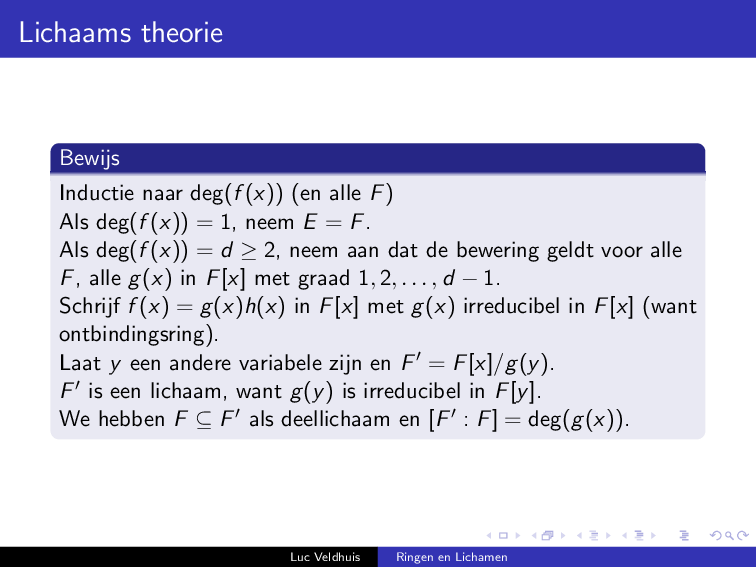 Lichaams theorie
Bewijs
Inductie naar deg(f(x)) (en alle F)
Als deg(f(x)) = 1, neem E = F.
Als deg(f(x)) = d ≥ 2, neem aan dat de bewering geldt voor alle
F, alle g(x) in F[x] met graad 1, 2, . . . , d − 1.
Schrijf f(x) = g(x)h(x) in F[x] met g(x) irreducibel in F[x] (want
ontbindingsring).
Laat y een andere variabele zijn en F′ = F[x]/g(y).
F′ is een lichaam, want g(y) is irreducibel in F[y].
We hebben F ⊆ F′ als deellichaam en [F′ : F] = deg(g(x)).
Luc Veldhuis
Ringen en Lichamen